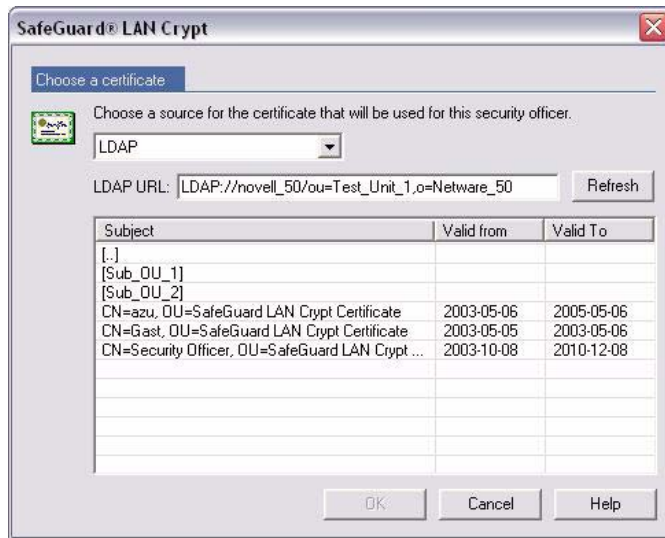 SafeGuard® LAN Crypt
Choose a certificate
Choose a source for the certificate that will be used for this security officer.
LDAP
LDAP URL: LDAP://novell_50/ou=Test_Unit_1,o=Netware_50 Refresh
Subject Valid from Valid To
[..]
[Sub_OU_1]
[Sub_OU_2]
CN=azu, OU=SafeGuard LAN Crypt Certificate 2003-05-06 2005-05-06
CN=Gast, OU=SafeGuard LAN Crypt Certificate 2003-05-05 2003-05-06
CN=Security Officer, OU=SafeGuard LAN Crypt ... 2003-10-08 2010-12-08
OK Cancel Help